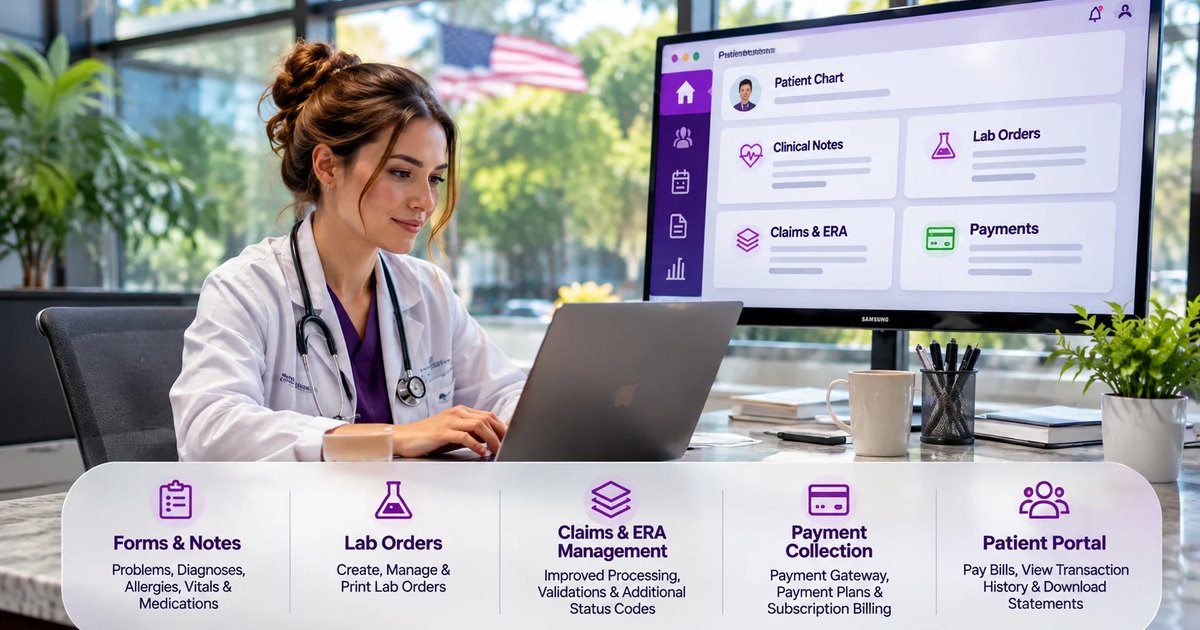 Patient Chart
Clinical Notes
Lab Orders
Claims & ERA
Payments
SAMSUNG
Forms & Notes
Problems, Diagnoses,
Allergies, Vitals &
Medications
Lab Orders
Create, Manage &
Print Lab Orders
Claims & ERA
Management
Improved Processing,
Validations & Additional
Status Codes
Payment
Collection
Payment Gateway,
Payment Plans &
Subscription Billing
Patient Portal
Pay Bills, View Transaction
History & Download
Statements